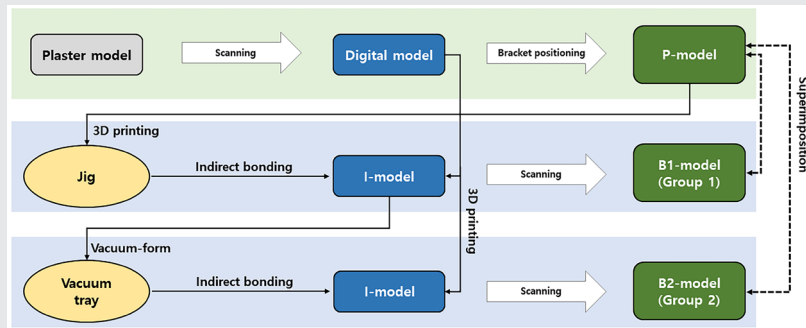 Plaster model
Scanning
Digital model
Bracket positioning
P-model
Superimposition
3D printing
Jig
Indirect bonding
I-model
Scanning
B1-model
(Group 1)
3D printing
Vacuum-form
Vacuum
tray
Indirect bonding
I-model
Scanning
B2-model
(Group 2)